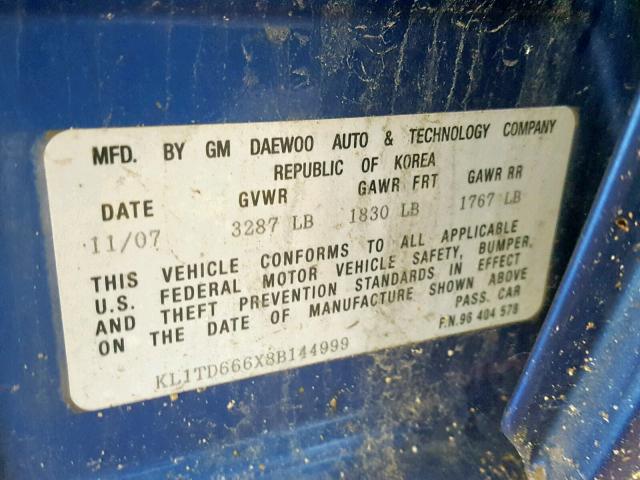 MFD. BY GM DAEWOO AUTO & TECHNOLOGY COMPANY
REPUBLIC OF KOREA
DATE GVWR GAWR FRT GAWR RR
11/07 3287 LB 1830 LB 1767 LB
THIS VEHICLE CONFORMS TO ALL APPLICABLE
U.S. FEDERAL MOTOR VEHICLE SAFETY, BUMPER,
AND THEFT PREVENTION STANDARDS IN EFFECT
ON THE DATE OF MANUFACTURE SHOWN ABOVE
PASS. CAR
KL1TD666X8B144999 P.N.96 404 578